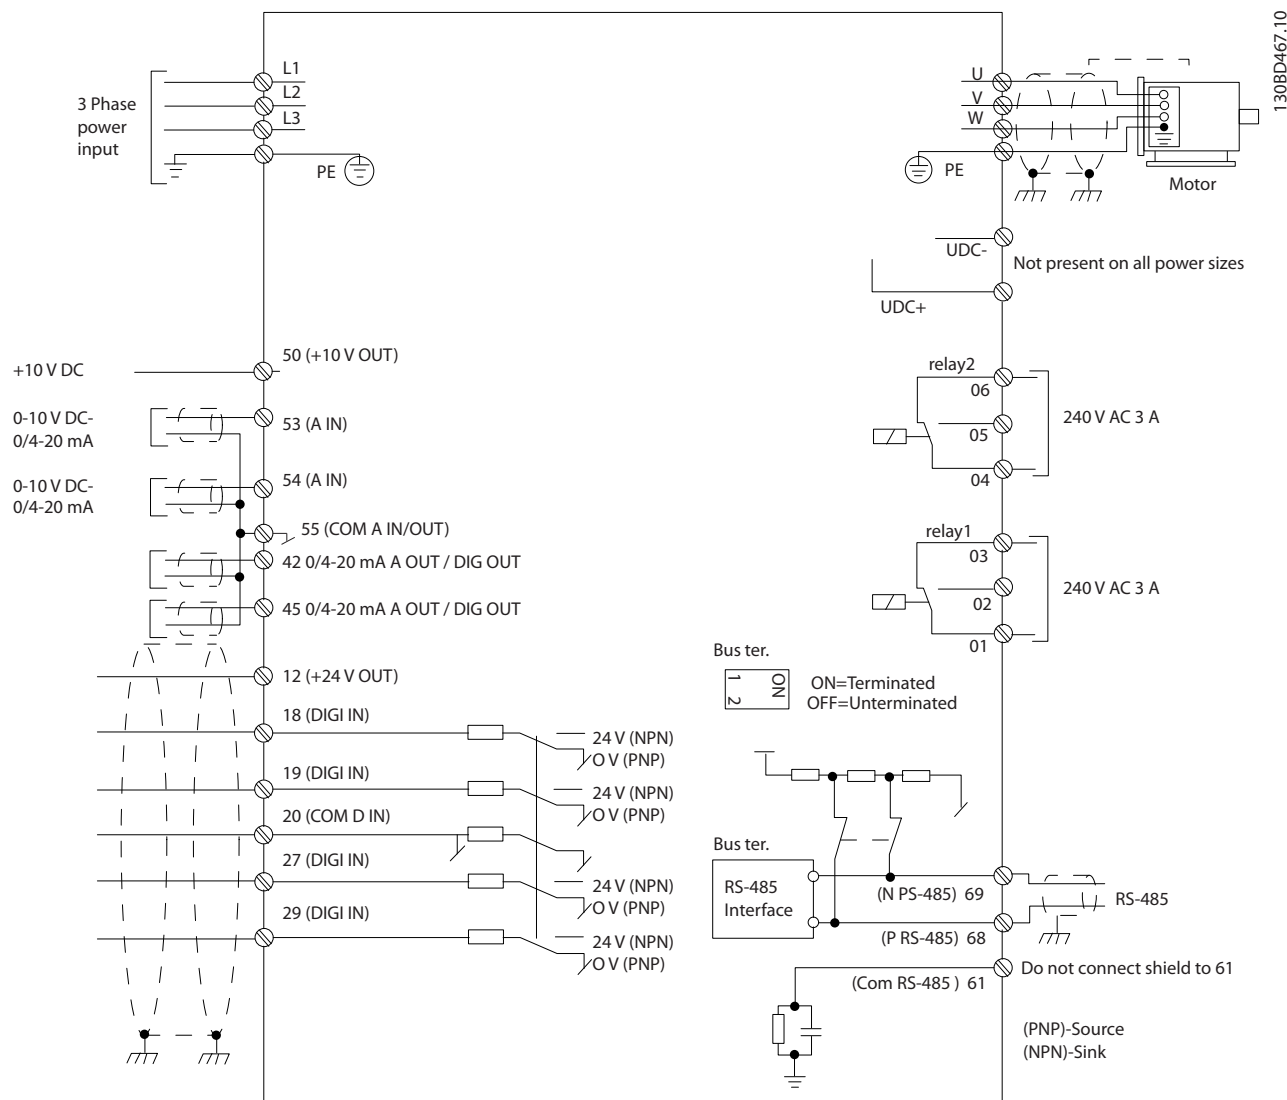 130BD467.10
3 Phase
power
input
L1
L2
L3
PE
U
V
W
PE
Motor
UDC-
Not present on all power sizes
UDC+
+10 V DC
50 (+10 V OUT)
0-10 V DC-
0/4-20 mA
53 (A IN)
0-10 V DC-
0/4-20 mA
54 (A IN)
55 (COM A IN/OUT)
42 0/4-20 mA A OUT / DIG OUT
45 0/4-20 mA A OUT / DIG OUT
12 (+24 V OUT)
18 (DIGI IN)
24 V (NPN)
O V (PNP)
19 (DIGI IN)
24 V (NPN)
O V (PNP)
20 (COM D IN)
27 (DIGI IN)
24 V (NPN)
O V (PNP)
29 (DIGI IN)
24 V (NPN)
O V (PNP)
relay2
06
05
04
240 V AC 3 A
relay1
03
02
01
240 V AC 3 A
Bus ter.
1
2
ON
ON=Terminated
OFF=Unterminated
Bus ter.
RS-485
Interface
(N PS-485) 69
RS-485
(P RS-485) 68
(Com RS-485 ) 61
Do not connect shield to 61
(PNP)-Source
(NPN)-Sink